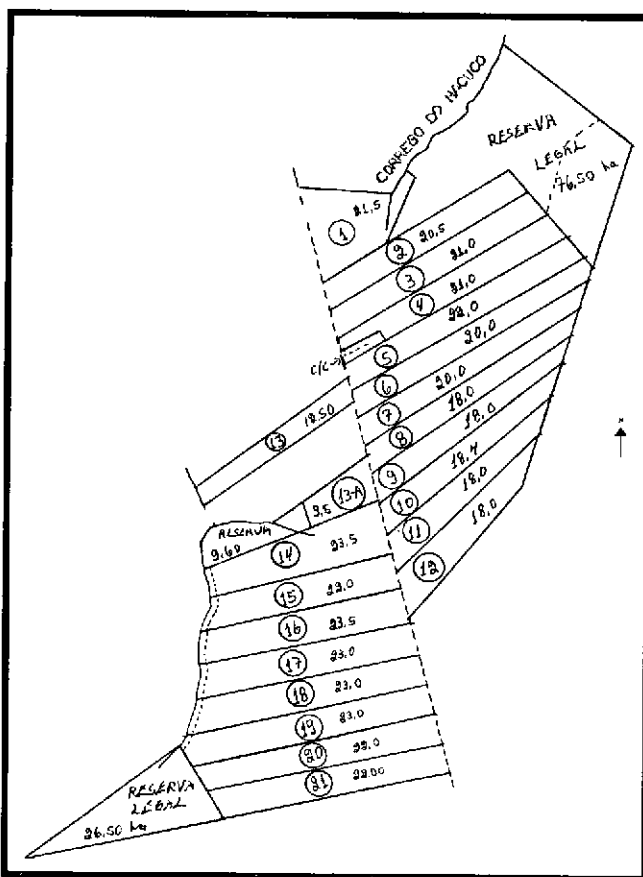 CORREGO DO MACUCO
RESERVA
LEGAL
76,50 ha
21,5
1
2 20,5
3 21,0
4 21,0
22,0
5 20,0
C/C→
6 20,0
7 18,0
8 18,0
13 18.50
9 18,4
13-A
3,5
10 18,0
11 18,0
12
RESERVA
9.60
14 23.5
15 23.0
16 23.5
17 23.0
18 23.0
19 23.0
20 22.0
21 22.00
RESERVA
LEGAL
26.50 ha